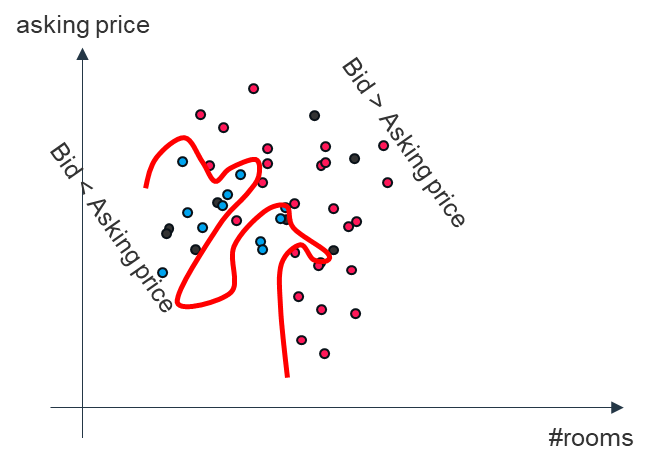 asking price
Bid > Asking price
Bid < Asking price
#rooms